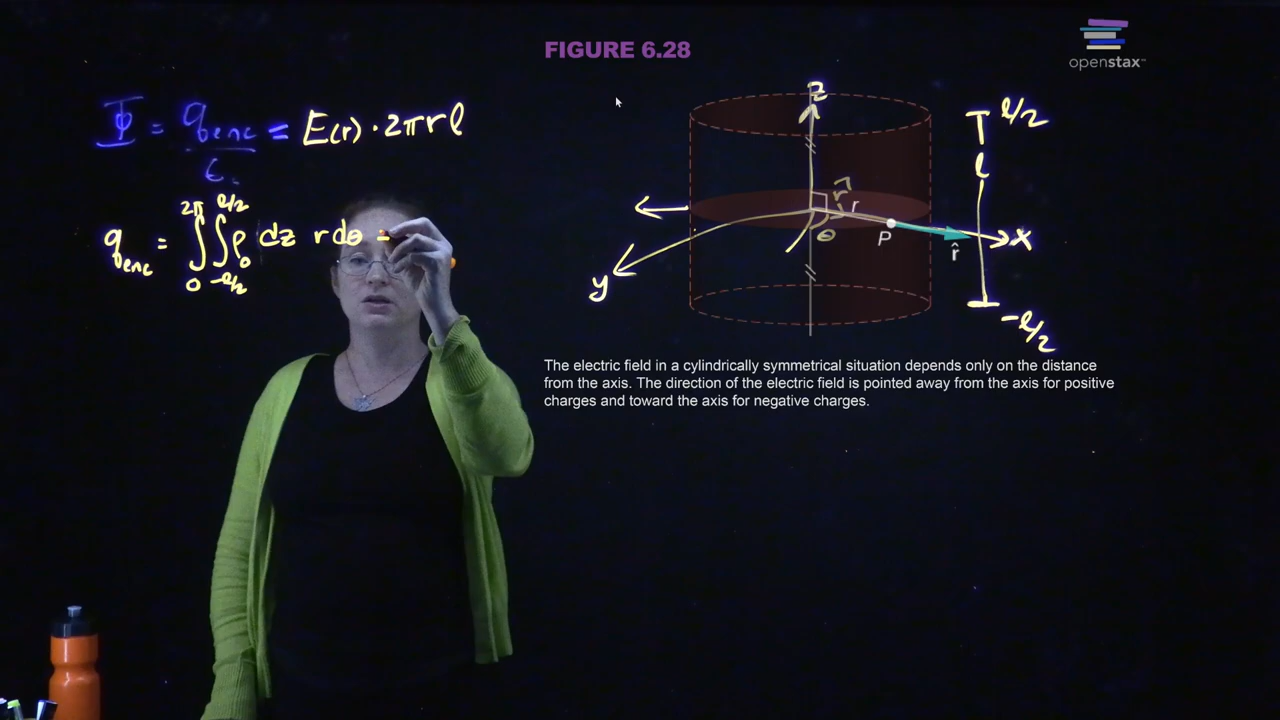 FIGURE 6.28
openstax™
Φ = q_enc/ε₀ = E(r) · 2πrℓ
q_enc = ∫₀^2π ∫_-ℓ/2^ℓ/2 ρ₀ dz r dθ =
z
ℓ/2
ℓ
r⃗
r
θ
P
r̂
x
y
-ℓ/2
The electric field in a cylindrically symmetrical situation depends only on the distance
from the axis. The direction of the electric field is pointed away from the axis for positive
charges and toward the axis for negative charges.